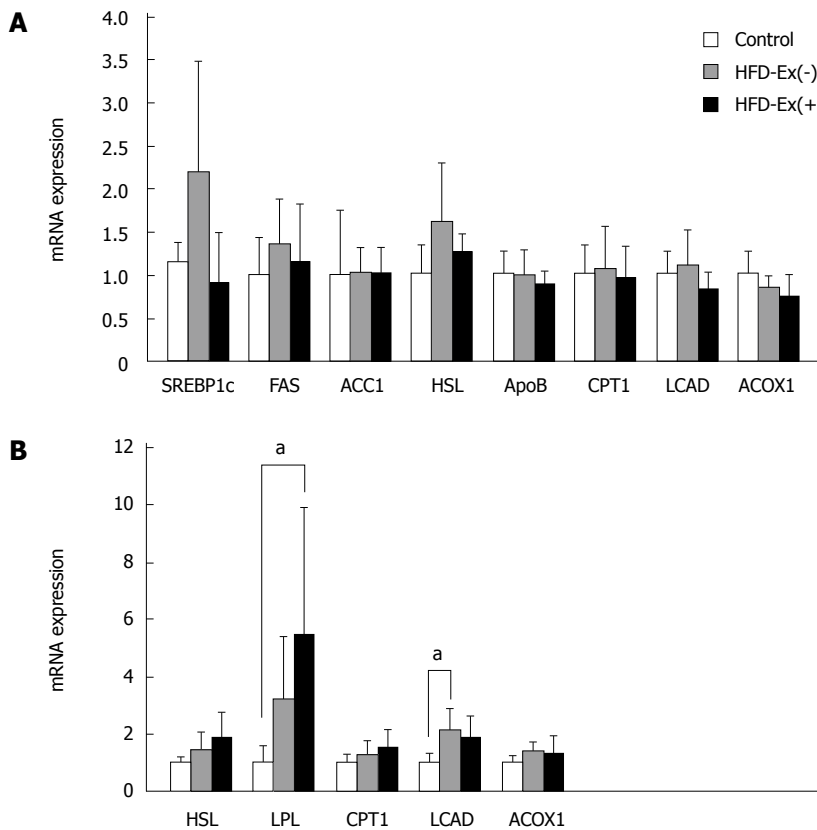 A
4.0
3.5
3.0
2.5
2.0
1.5
1.0
0.5
0
mRNA expression
Control
HFD-Ex(-)
HFD-Ex(+
SREBP1c FAS ACC1 HSL ApoB CPT1 LCAD ACOX1
B
12
10
8
6
4
2
0
mRNA expression
a
a
HSL LPL CPT1 LCAD ACOX1